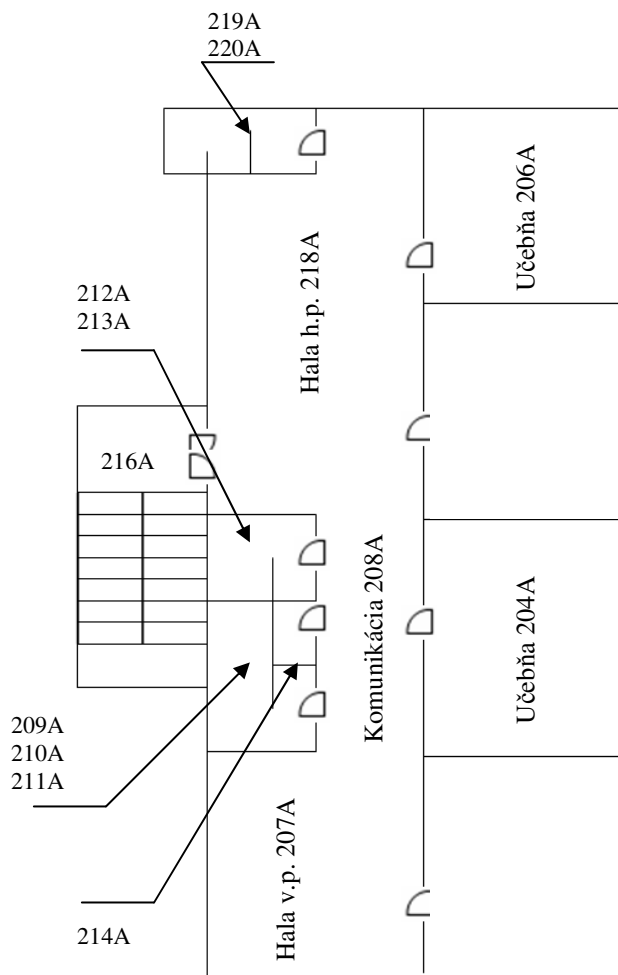 219A
220A
Učebňa 206A
Hala h.p. 218A
212A
213A
216A
Komunikácia 208A
Učebňa 204A
209A
210A
211A
Hala v.p. 207A
214A